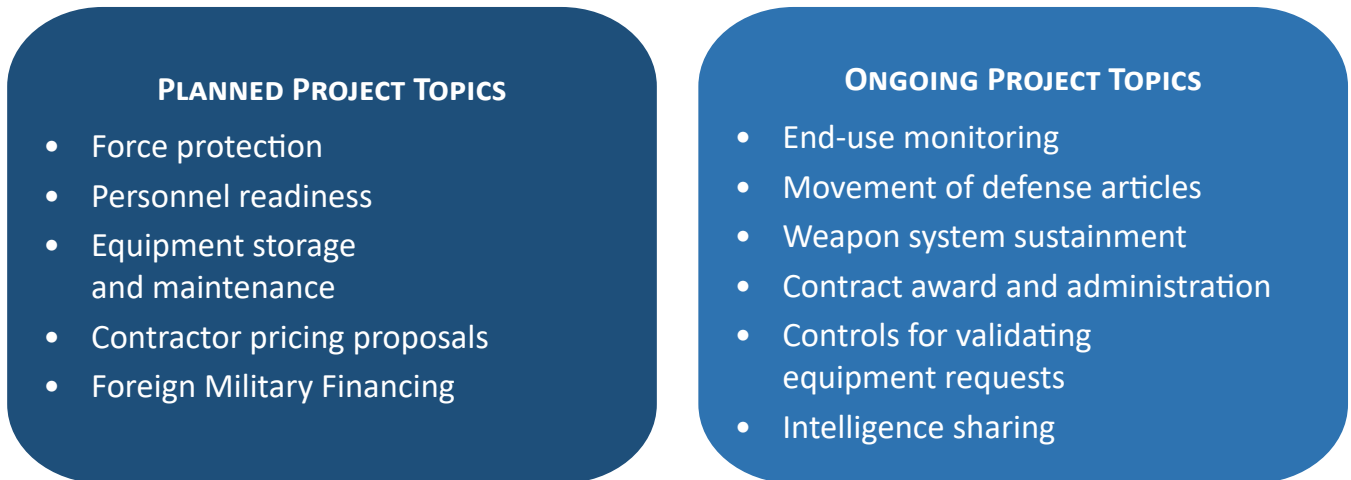 PLANNED PROJECT TOPICS
• Force protection
• Personnel readiness
• Equipment storage
and maintenance
• Contractor pricing proposals
• Foreign Military Financing
ONGOING PROJECT TOPICS
• End-use monitoring
• Movement of defense articles
• Weapon system sustainment
• Contract award and administration
• Controls for validating
equipment requests
• Intelligence sharing